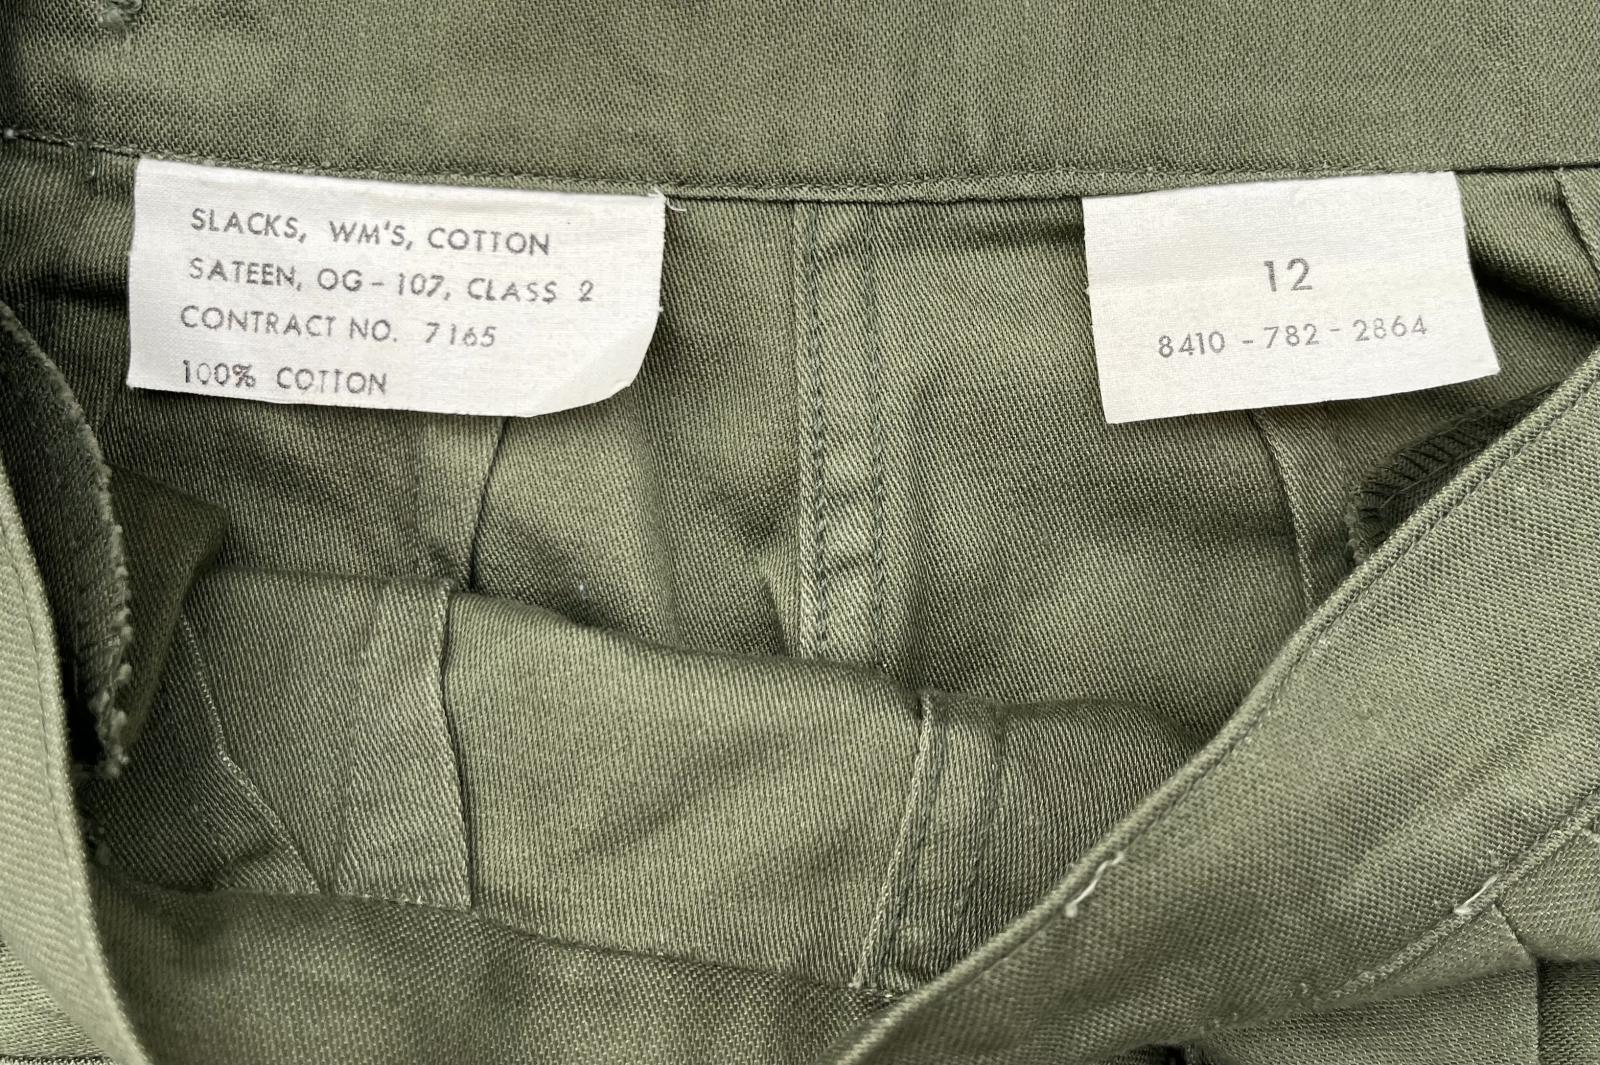 SLACKS, WM'S, COTTON
SATEEN, OG-107, CLASS 2
CONTRACT NO. 7165
100% COTTON
12
8410-782-2864